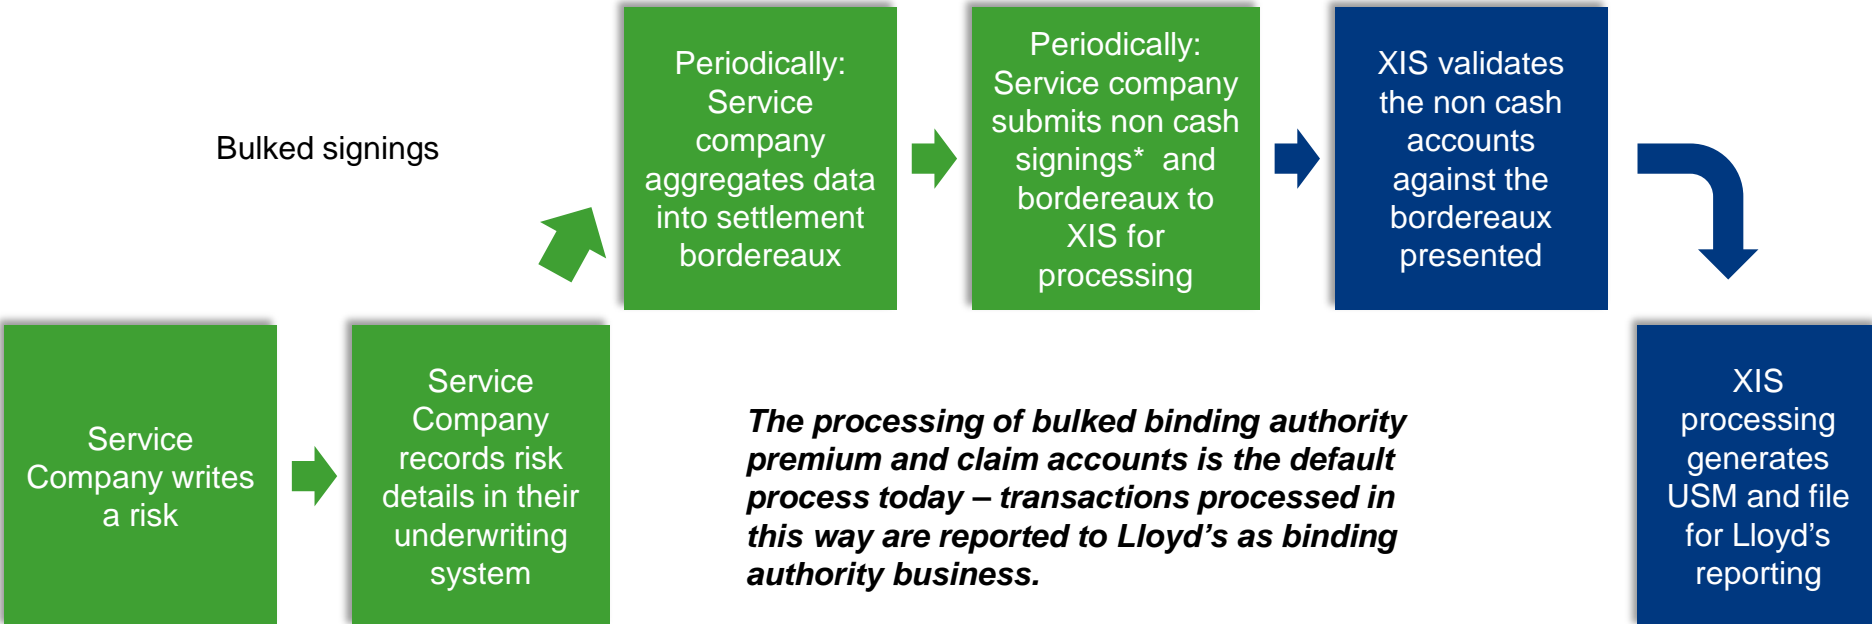 Bulked signings
Service
Company writes
a risk
Service
Company
records risk
details in their
underwriting
system
Periodically:
Service
company
aggregates data
into settlement
bordereaux
Periodically:
Service company
submits non cash
signings* and
bordereaux to
XIS for
processing
XIS validates
the non cash
accounts
against the
bordereaux
presented
XIS
processing
generates
USM and file
for Lloyd’s
reporting
The processing of bulked binding authority
premium and claim accounts is the default
process today – transactions processed in
this way are reported to Lloyd’s as binding
authority business.